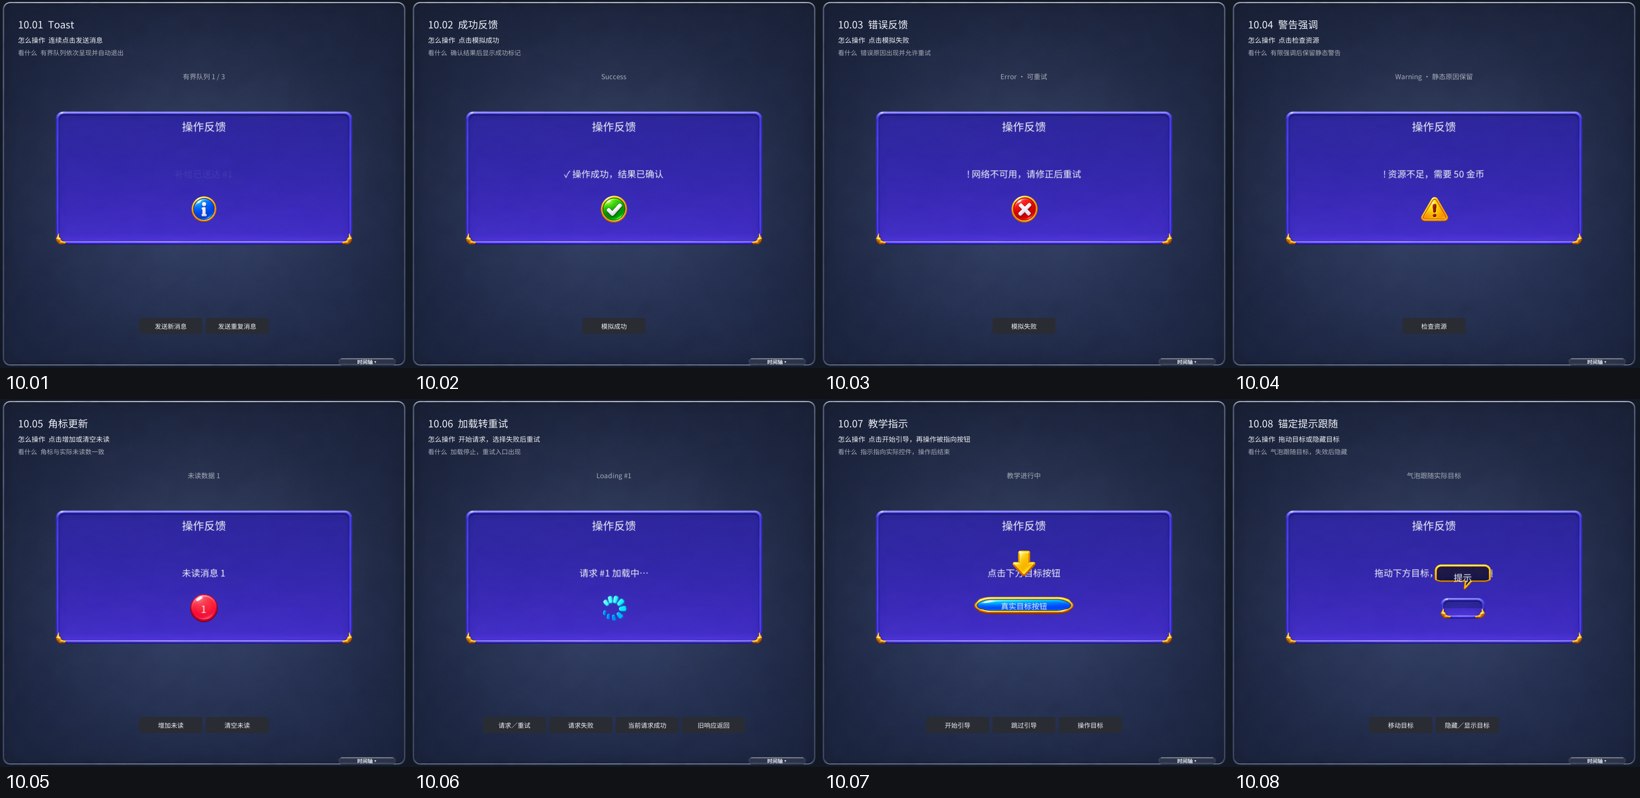 10.01 Toast
怎么操作 连续点击发送消息
看什么 有界队列依次呈现并自动退出
有界队列 1 / 3
操作反馈
发送新消息
发送重复消息
时间轴
10.01
10.02 成功反馈
怎么操作 点击模拟成功
看什么 确认结果后显示成功标记
Success
操作反馈
✓ 操作成功，结果已确认
模拟成功
时间轴
10.02
10.03 错误反馈
怎么操作 点击模拟失败
看什么 错误原因出现并允许重试
Error · 可重试
操作反馈
! 网络不可用，请修正后重试
模拟失败
时间轴
10.03
10.04 警告强调
怎么操作 点击检查资源
看什么 有限强调后保留静态警告
Warning · 静态原因保留
操作反馈
! 资源不足，需要 50 金币
检查资源
时间轴
10.04
10.05 角标更新
怎么操作 点击增加或清空未读
看什么 角标与实际未读数一致
未读数据 1
操作反馈
未读消息 1
1
增加未读
清空未读
时间轴
10.05
10.06 加载转重试
怎么操作 开始请求，选择失败后重试
看什么 加载停止，重试入口出现
Loading #1
操作反馈
请求 #1 加载中…
请求／重试
请求失败
当前请求成功
旧响应返回
时间轴
10.06
10.07 教学指示
怎么操作 点击开始引导，再操作被指向按钮
看什么 指示指向实际控件，操作后结束
教学进行中
操作反馈
点击下方目标按钮
真实目标按钮
开始引导
跳过引导
操作目标
时间轴
10.07
10.08 锚定提示跟随
怎么操作 拖动目标或隐藏目标
看什么 气泡跟随目标，失效后隐藏
气泡跟随实际目标
操作反馈
拖动下方目标，
提示
移动目标
隐藏／显示目标
时间轴
10.08